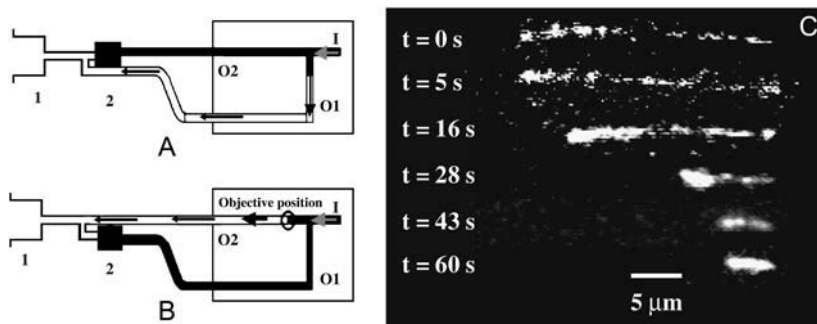 I
O2
1
2
O1
A
Objective position
I
O2
1
2
O1
B
C
t = 0 s
t = 5 s
t = 16 s
t = 28 s
t = 43 s
t = 60 s
5 μm